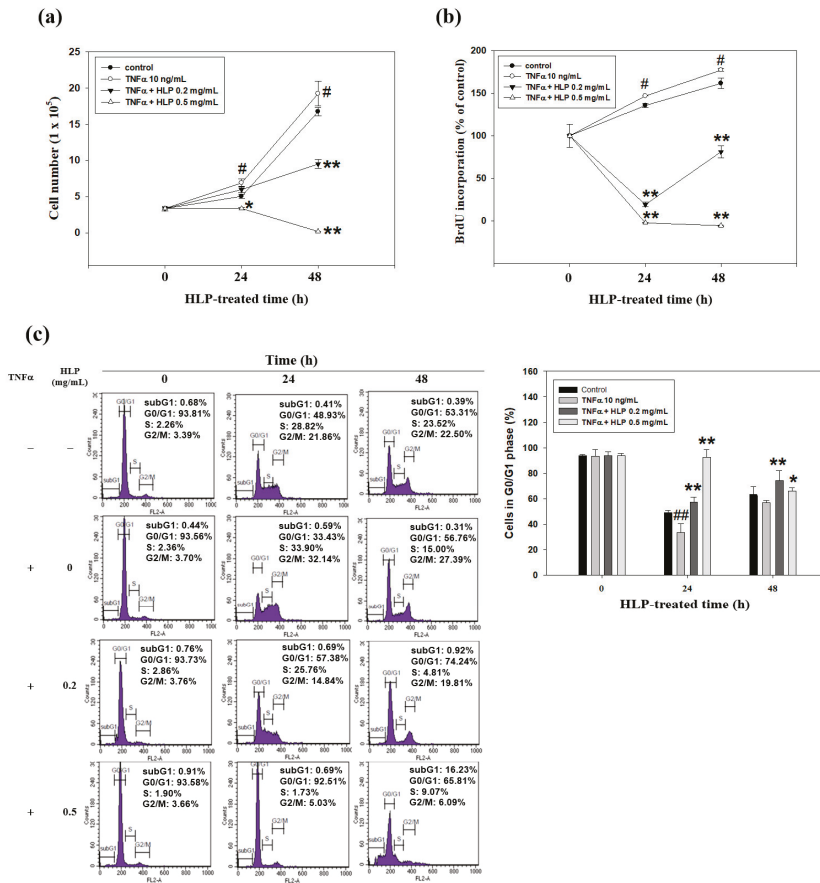 (a)
25
20
15
10
5
0
Cell number (1 x 10⁵)
control
TNFα 10 ng/mL
TNFα + HLP 0.2 mg/mL
TNFα + HLP 0.5 mg/mL
#
#
**
*
**
0 24 48
HLP-treated time (h)
(b)
200
150
100
50
0
BrdU incorporation (% of control)
control
TNFα 10 ng/mL
TNFα + HLP 0.2 mg/mL
TNFα + HLP 0.5 mg/mL
#
#
**
**
**
**
0 24 48
HLP-treated time (h)
(c)
Time (h)
TNFα HLP (mg/mL) 0 24 48
− −
subG1: 0.68%
G0/G1: 93.81%
S: 2.26%
G2/M: 3.39%
subG1: 0.41%
G0/G1: 48.93%
S: 28.82%
G2/M: 21.86%
subG1: 0.39%
G0/G1: 53.31%
S: 23.52%
G2/M: 22.50%
+ 0
subG1: 0.44%
G0/G1: 93.56%
S: 2.36%
G2/M: 3.70%
subG1: 0.59%
G0/G1: 33.43%
S: 33.90%
G2/M: 32.14%
subG1: 0.31%
G0/G1: 56.76%
S: 15.00%
G2/M: 27.39%
+ 0.2
subG1: 0.76%
G0/G1: 93.73%
S: 2.86%
G2/M: 3.76%
subG1: 0.69%
G0/G1: 57.38%
S: 25.76%
G2/M: 14.84%
subG1: 0.92%
G0/G1: 74.24%
S: 4.81%
G2/M: 19.81%
+ 0.5
subG1: 0.91%
G0/G1: 93.58%
S: 1.90%
G2/M: 3.66%
subG1: 0.69%
G0/G1: 92.51%
S: 1.73%
G2/M: 5.03%
subG1: 16.23%
G0/G1: 65.81%
S: 9.07%
G2/M: 6.09%
Counts
subG1 G0/G1 S G2/M
0 200 400 600 800 1000
FL2-A
160
140
120
100
80
60
40
20
0
Cells in G0/G1 phase (%)
Control
TNFα 10 ng/mL
TNFα + HLP 0.2 mg/mL
TNFα + HLP 0.5 mg/mL
##
**
**
**
*
0 24 48
HLP-treated time (h)